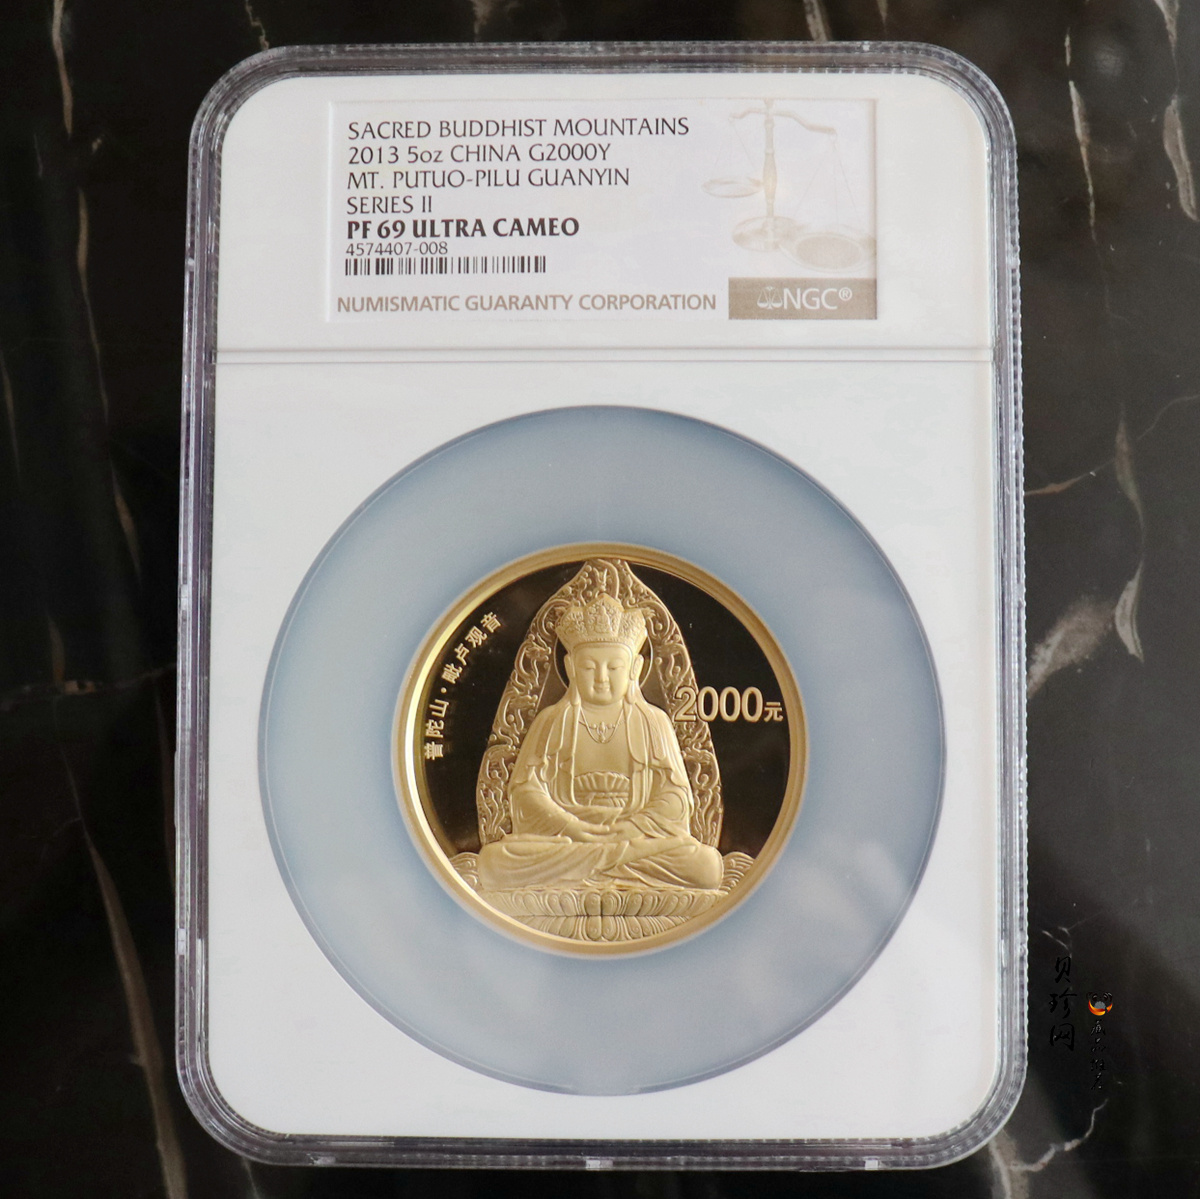 SACRED BUDDHIST MOUNTAINS
2013 5oz CHINA G2000Y
MT. PUTUO-PILU GUANYIN
SERIES II
PF 69 ULTRA CAMEO
4574407-008
NUMISMATIC GUARANTY CORPORATION
NGC®
普陀山·毗卢观音
2000元
贝珍网